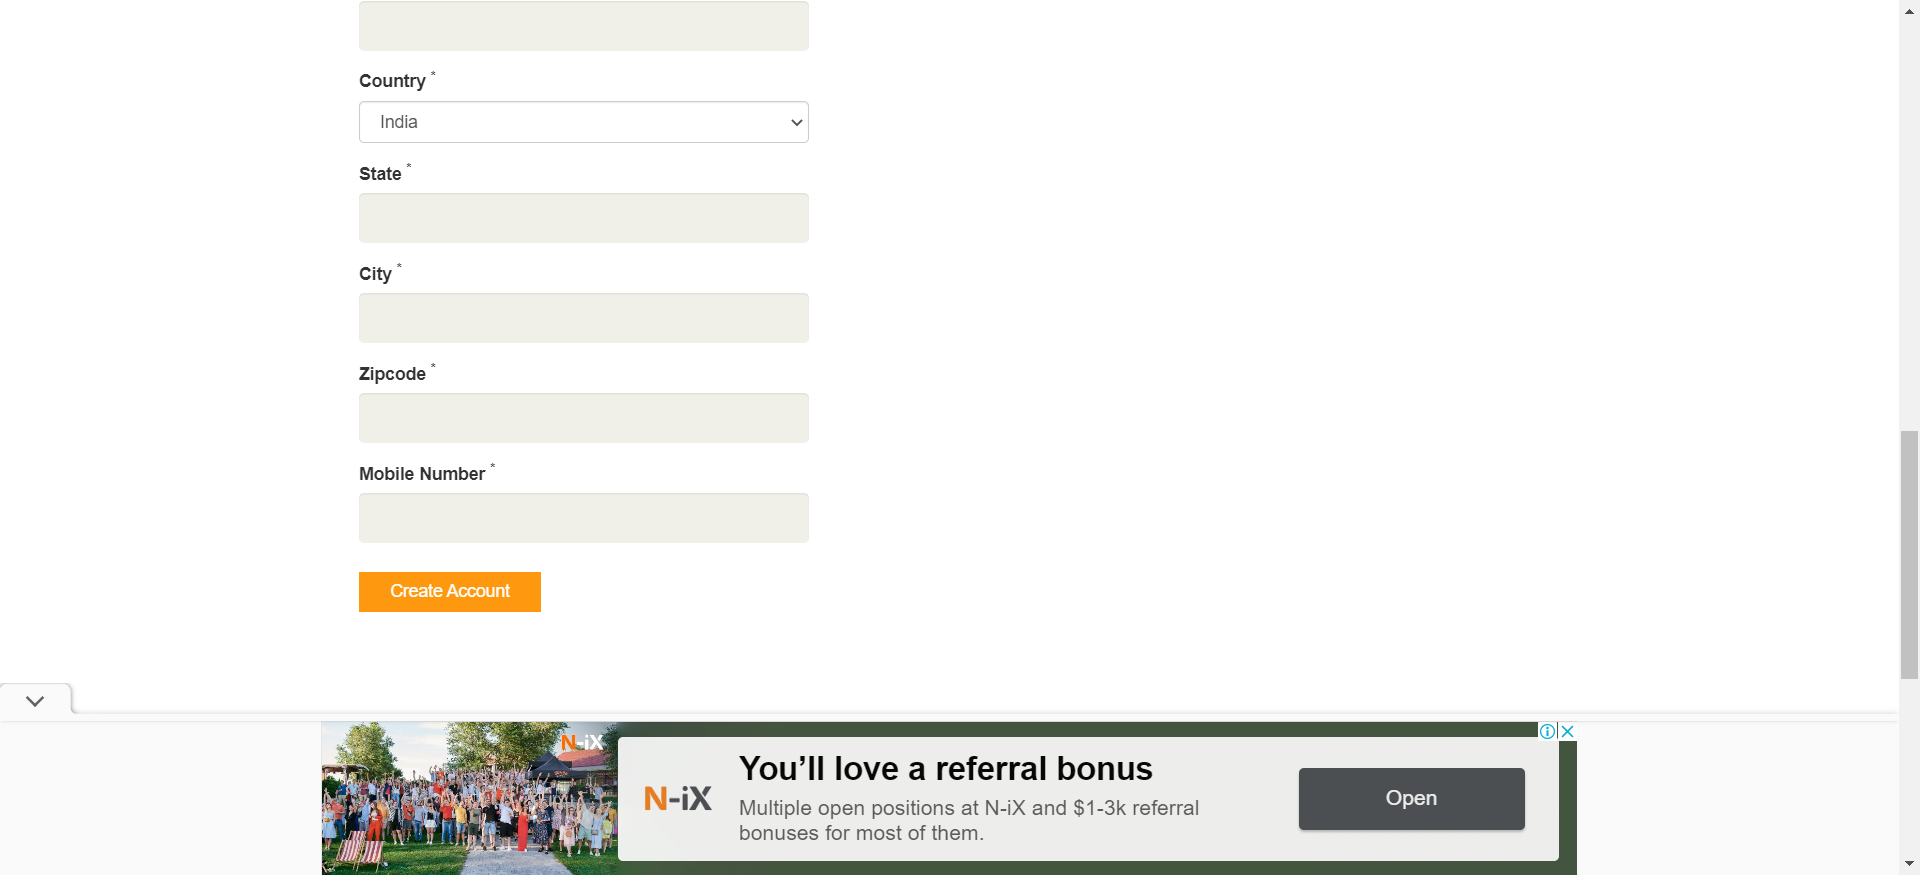 Country *
India
State *
City *
Zipcode *
Mobile Number *
Create Account
N-iX
N-iX
You’ll love a referral bonus
Multiple open positions at N-iX and $1-3k referral
bonuses for most of them.
Open